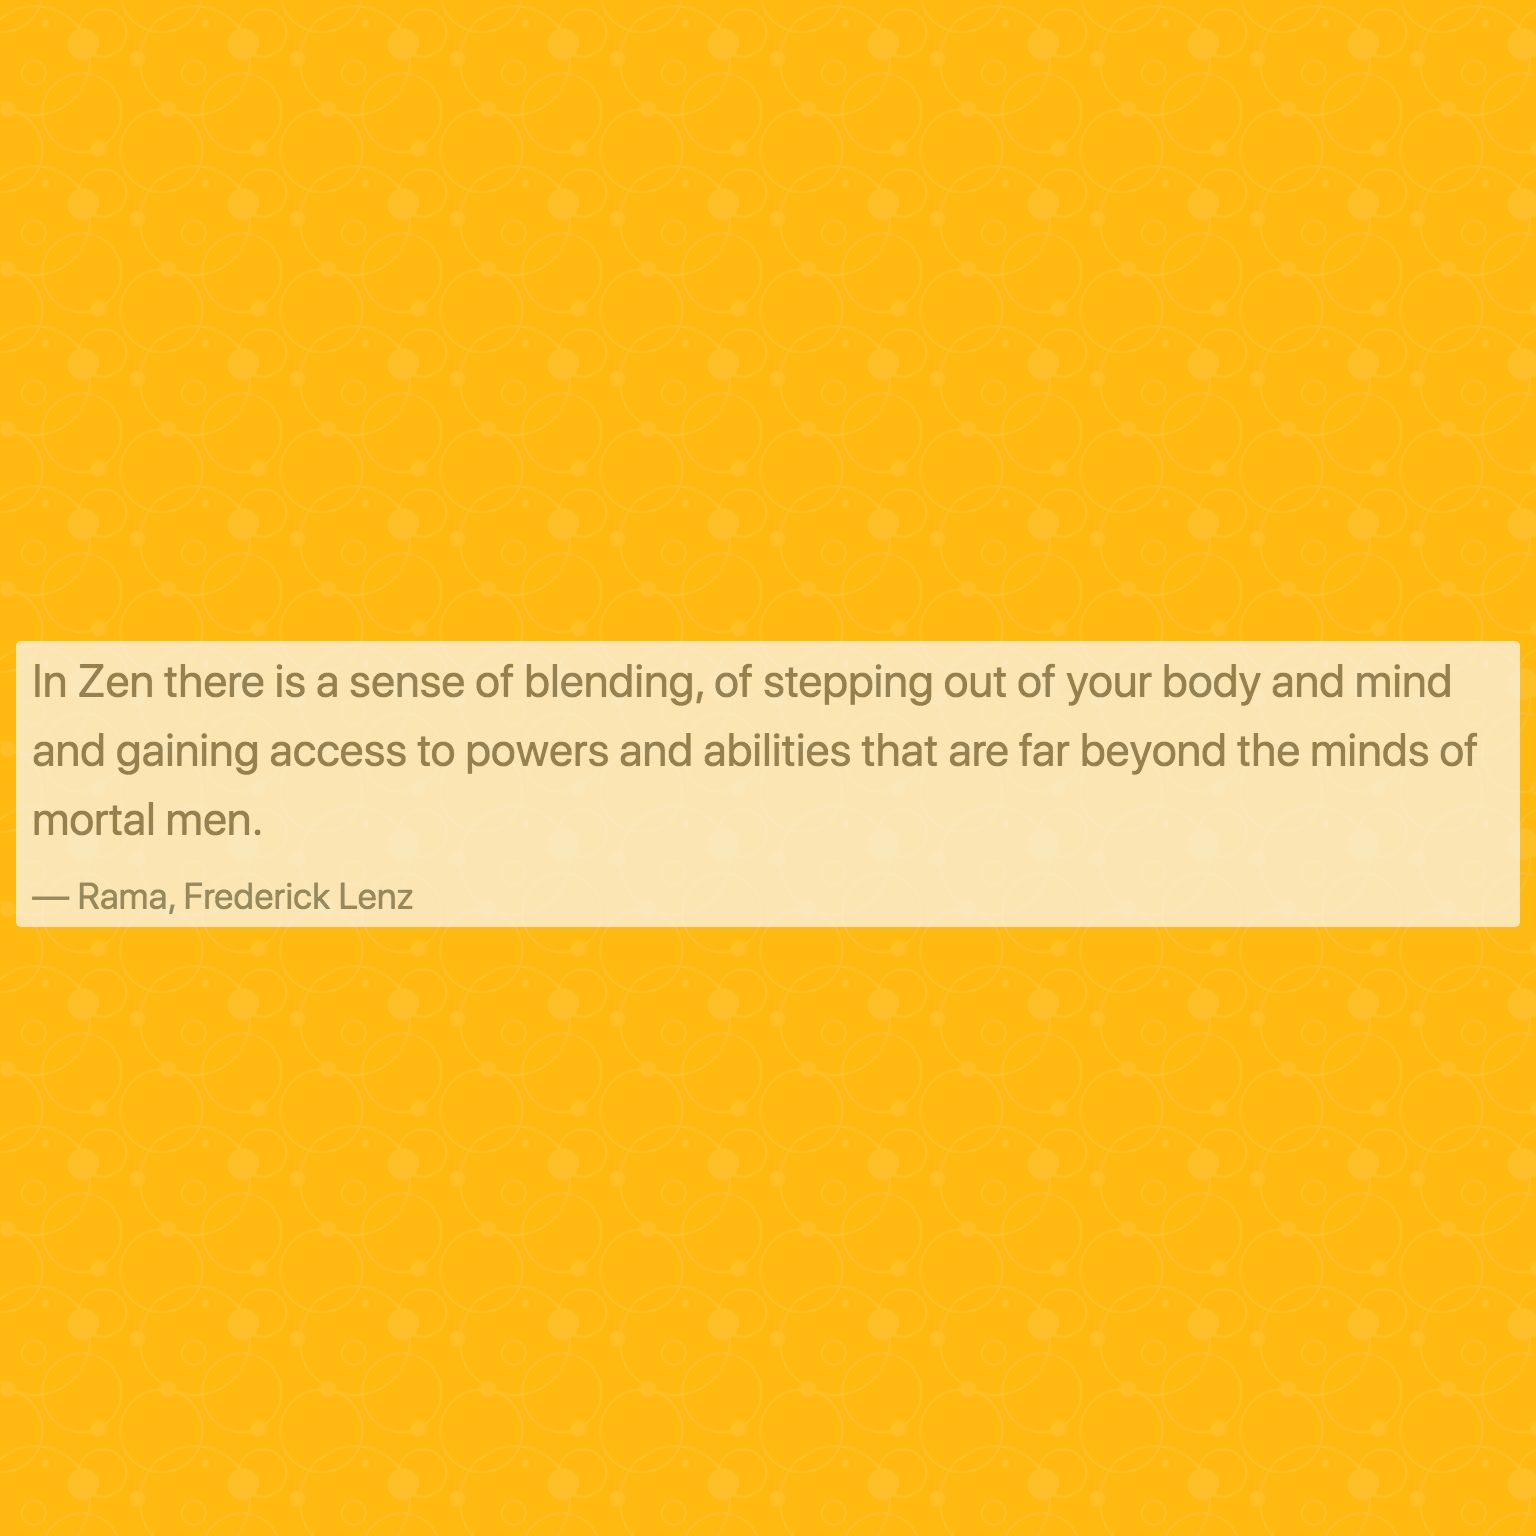 In Zen there is a sense of blending, of stepping out of your body and mind
and gaining access to powers and abilities that are far beyond the minds of
mortal men.
— Rama, Frederick Lenz